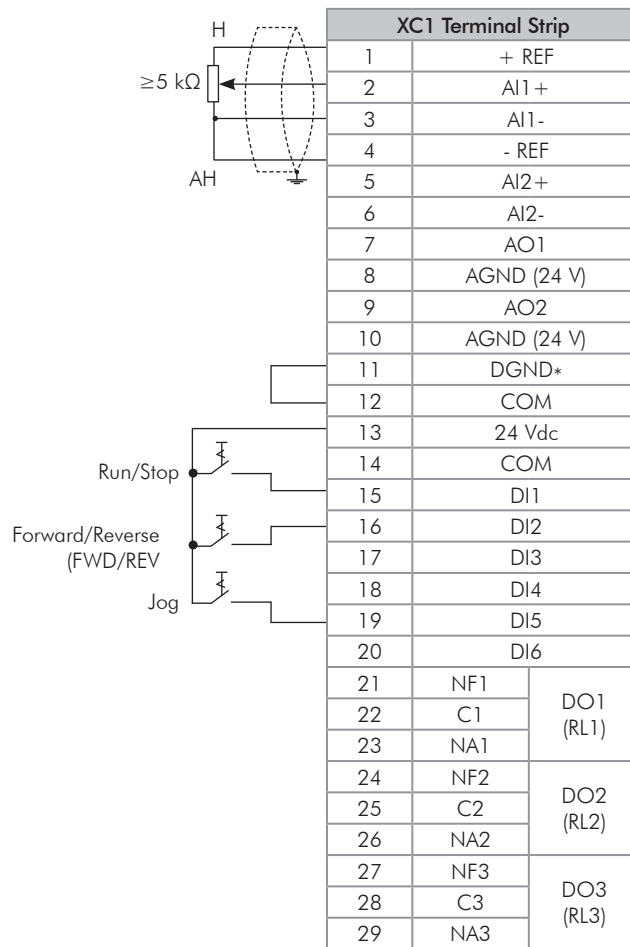 XC1 Terminal Strip
H
≥5 kΩ
AH
1 + REF
2 AI1+
3 AI1-
4 - REF
5 AI2+
6 AI2-
7 AO1
8 AGND (24 V)
9 AO2
10 AGND (24 V)
11 DGND*
12 COM
13 24 Vdc
14 COM
Run/Stop
15 DI1
16 DI2
Forward/Reverse
(FWD/REV
17 DI3
18 DI4
Jog
19 DI5
20 DI6
21 NF1
22 C1
23 NA1
DO1
(RL1)
24 NF2
25 C2
26 NA2
DO2
(RL2)
27 NF3
28 C3
29 NA3
DO3
(RL3)